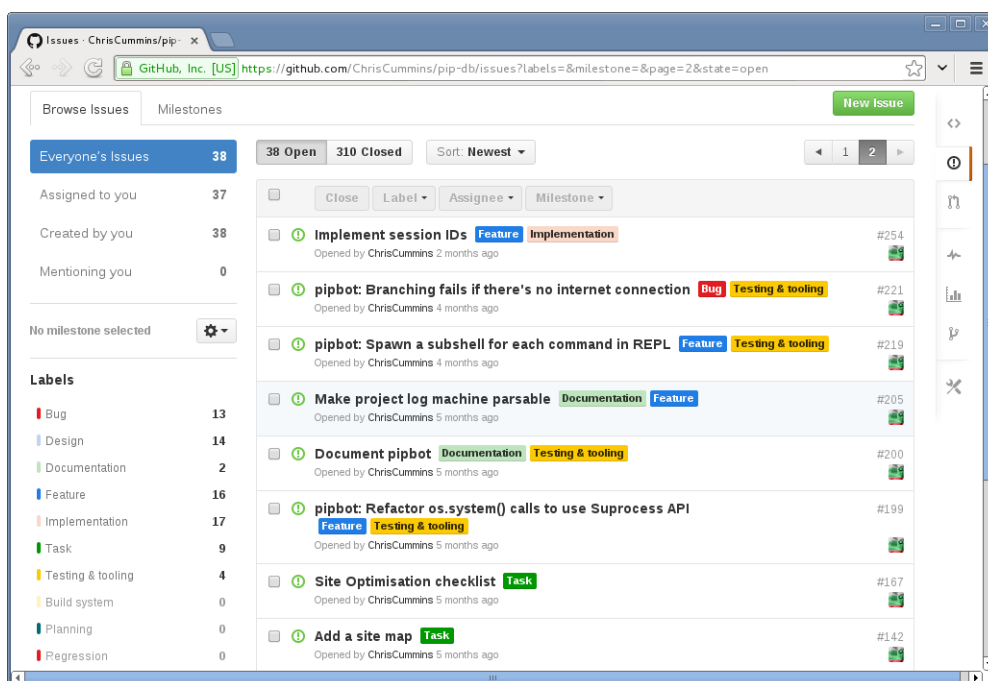 Issues · ChrisCummins/pip-
GitHub, Inc. [US] https://github.com/ChrisCummins/pip-db/issues?labels=&milestone=&page=2&state=open
Browse Issues Milestones New Issue
Everyone's Issues 38
Assigned to you 37
Created by you 38
Mentioning you 0
No milestone selected
Labels
Bug 13
Design 14
Documentation 2
Feature 16
Implementation 17
Task 9
Testing & tooling 4
Build system 0
Planning 0
Regression 0
38 Open 310 Closed Sort: Newest 1 2
Close Label Assignee Milestone
Implement session IDs Feature Implementation #254
Opened by ChrisCummins 2 months ago
pipbot: Branching fails if there's no internet connection Bug Testing & tooling #221
Opened by ChrisCummins 4 months ago
pipbot: Spawn a subshell for each command in REPL Feature Testing & tooling #219
Opened by ChrisCummins 4 months ago
Make project log machine parsable Documentation Feature #205
Opened by ChrisCummins 5 months ago
Document pipbot Documentation Testing & tooling #200
Opened by ChrisCummins 5 months ago
pipbot: Refactor os.system() calls to use Suprocess API #199
Feature Testing & tooling
Opened by ChrisCummins 5 months ago
Site Optimisation checklist Task #167
Opened by ChrisCummins 5 months ago
Add a site map Task #142
Opened by ChrisCummins 5 months ago